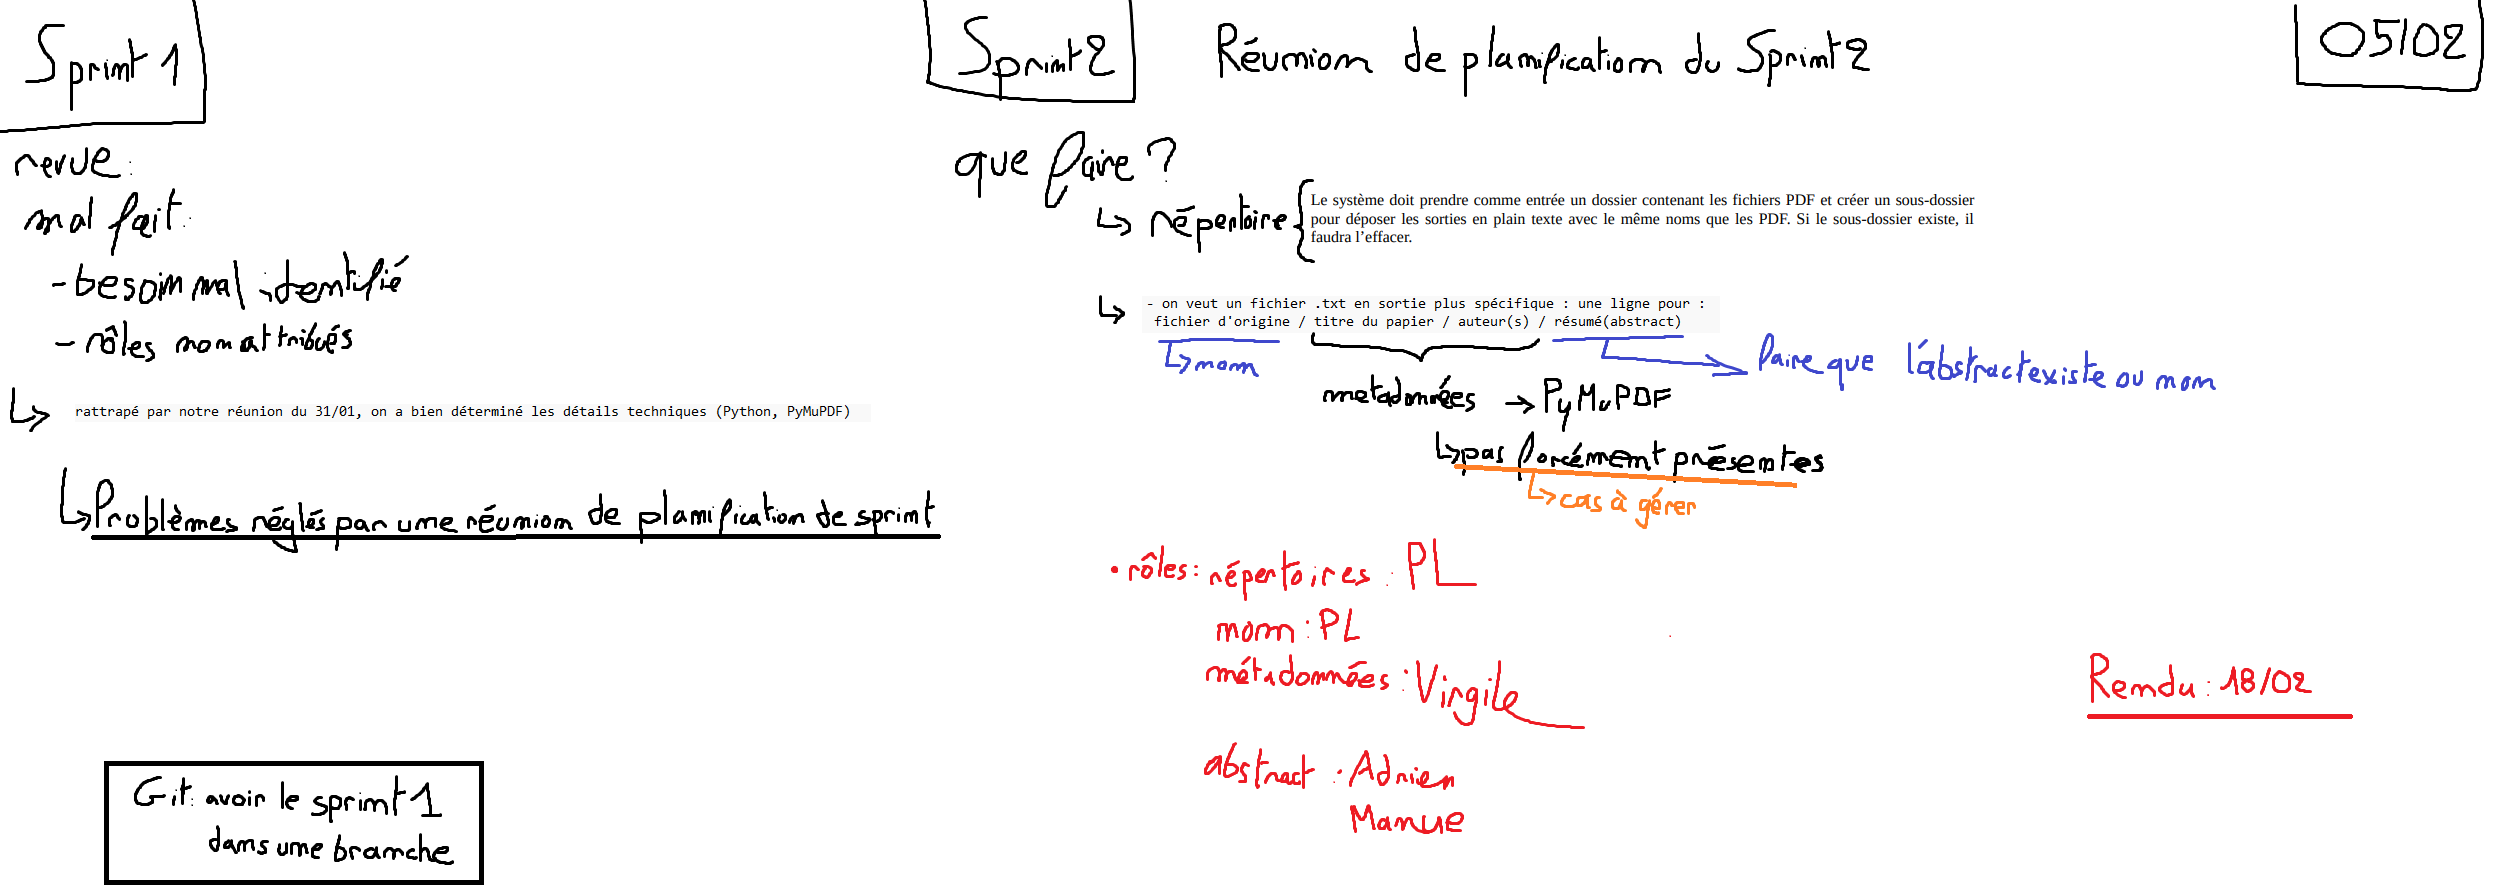 Sprint 1
revue :
mal fait :
- besoin mal identifié
- rôles non attribués
rattrapé par notre réunion du 31/01, on a bien déterminé les détails techniques (Python, PyMuPDF)
Problèmes réglés par une réunion de planification de sprint
Git : avoir le sprint 1
dans une branche
Sprint 2
Réunion de planification du Sprint 2
05/02
que faire ?
répertoire
Le système doit prendre comme entrée un dossier contenant les fichiers PDF et créer un sous-dossier
pour déposer les sorties en plain texte avec le même noms que les PDF. Si le sous-dossier existe, il
faudra l'effacer.
- on veut un fichier .txt en sortie plus spécifique : une ligne pour :
fichier d'origine / titre du papier / auteur(s) / résumé(abstract)
nom
faire que l'abstract existe ou non
metadonnées → PyMuPDF
pas forcément présentes
cas à gérer
• rôles : répertoires : PL
nom : PL
métadonnées : Virgile
abstract : Adrien
Manue
Rendu : 18/02